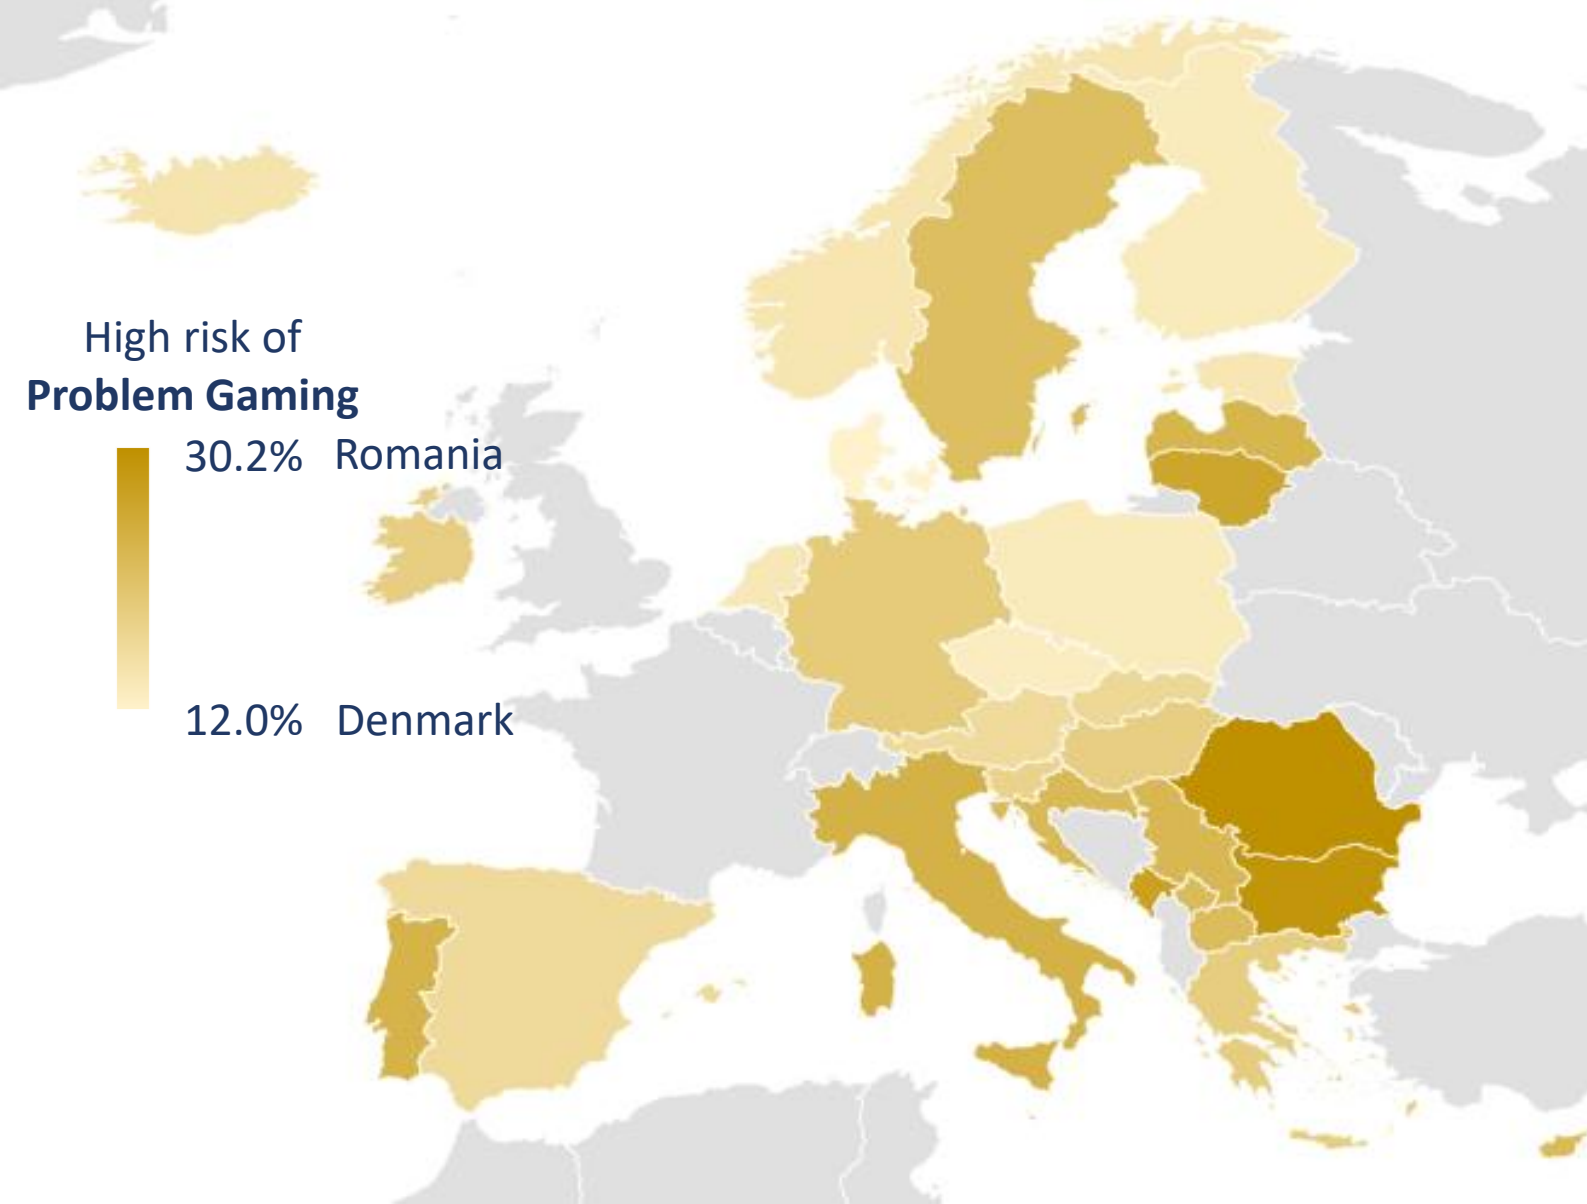 High risk of
Problem Gaming
30.2% Romania
12.0% Denmark